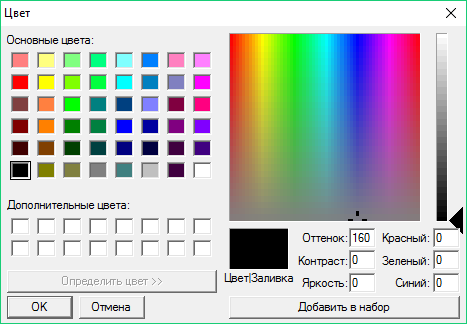 Цвет
Основные цвета:
Дополнительные цвета:
Определить цвет >>
OK
Отмена
Цвет|Заливка
Оттенок: 160
Красный: 0
Контраст: 0
Зеленый: 0
Яркость: 0
Синий: 0
Добавить в набор